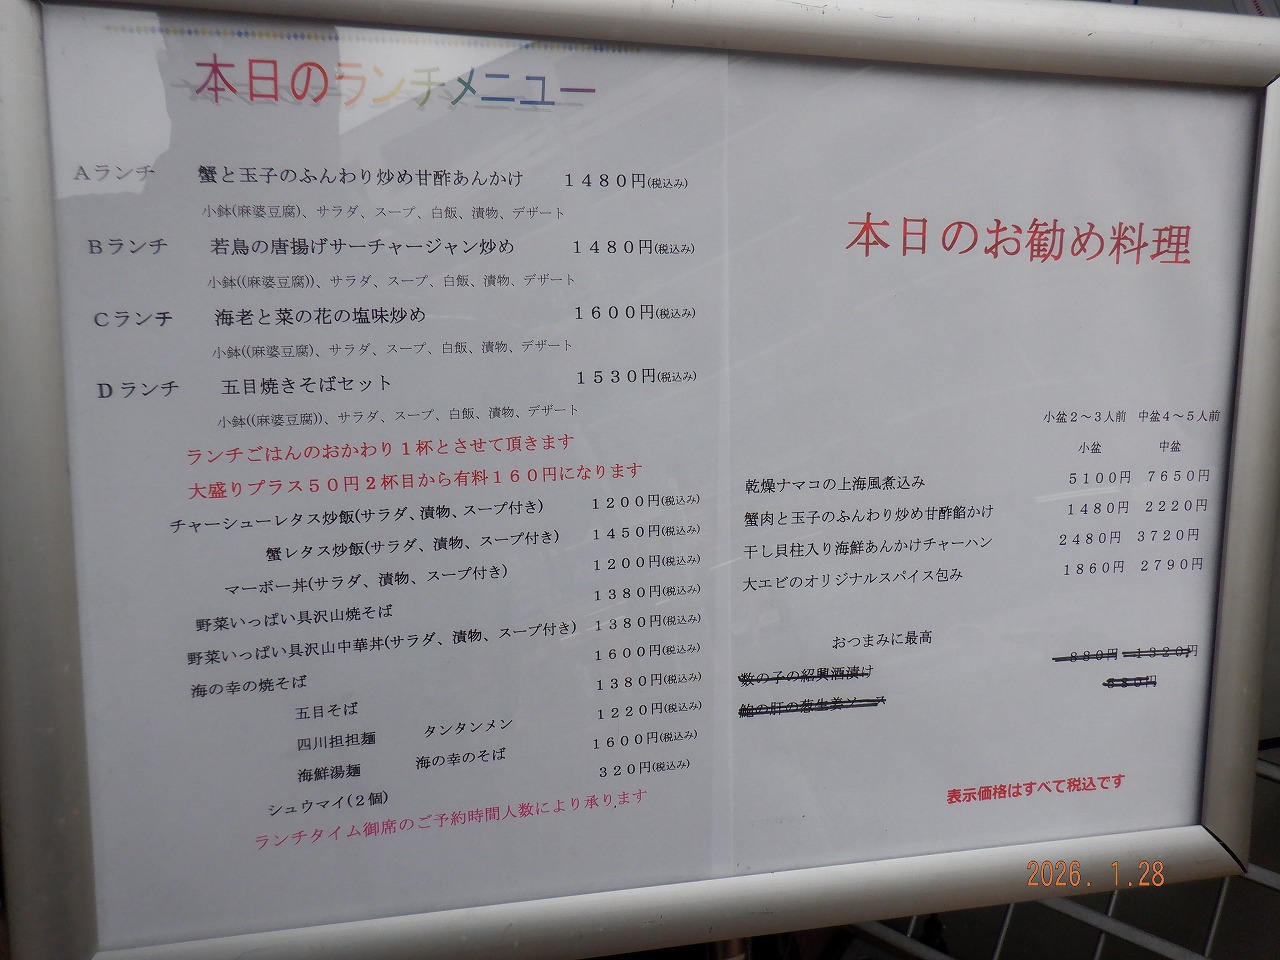 本日のランチメニュー
Aランチ 蟹と玉子のふんわり炒め甘酢あんかけ 1480円(税込み)
小鉢(麻婆豆腐)、サラダ、スープ、白飯、漬物、デザート
Bランチ 若鳥の唐揚げサーチャージャン炒め 1480円(税込み)
小鉢((麻婆豆腐))、サラダ、スープ、白飯、漬物、デザート
Cランチ 海老と菜の花の塩味炒め 1600円(税込み)
小鉢((麻婆豆腐)、サラダ、スープ、白飯、漬物、デザート
Dランチ 五目焼きそばセット 1530円(税込み)
小鉢((麻婆豆腐))、サラダ、スープ、白飯、漬物、デザート
ランチごはんのおかわり1杯とさせて頂きます
大盛りプラス50円2杯目から有料160円になります
チャーシューレタス炒飯(サラダ、漬物、スープ付き) 1200円(税込み)
蟹レタス炒飯(サラダ、漬物、スープ付き) 1450円(税込み)
マーボー丼(サラダ、漬物、スープ付き) 1200円(税込み)
野菜いっぱい具沢山焼そば 1380円(税込み)
野菜いっぱい具沢山中華丼(サラダ、漬物、スープ付き) 1380円(税込み)
海の幸の焼そば 1600円(税込み)
五目そば 1380円(税込み)
四川担担麺 タンタンメン 1220円(税込み)
海鮮湯麺 海の幸のそば 1600円(税込み)
シュウマイ(2個) 320円(税込み)
ランチタイム御席のご予約時間人数により承ります
本日のお勧め料理
小盆2～3人前 中盆4～5人前
小盆 中盆
乾燥ナマコの上海風煮込み 5100円 7650円
蟹肉と玉子のふんわり炒め甘酢餡かけ 1480円 2220円
干し貝柱入り海鮮あんかけチャーハン 2480円 3720円
大エビのオリジナルスパイス包み 1860円 2790円
おつまみに最高
数の子の紹興酒漬け 880円 1320円
表示価格はすべて税込です
2026. 1.28